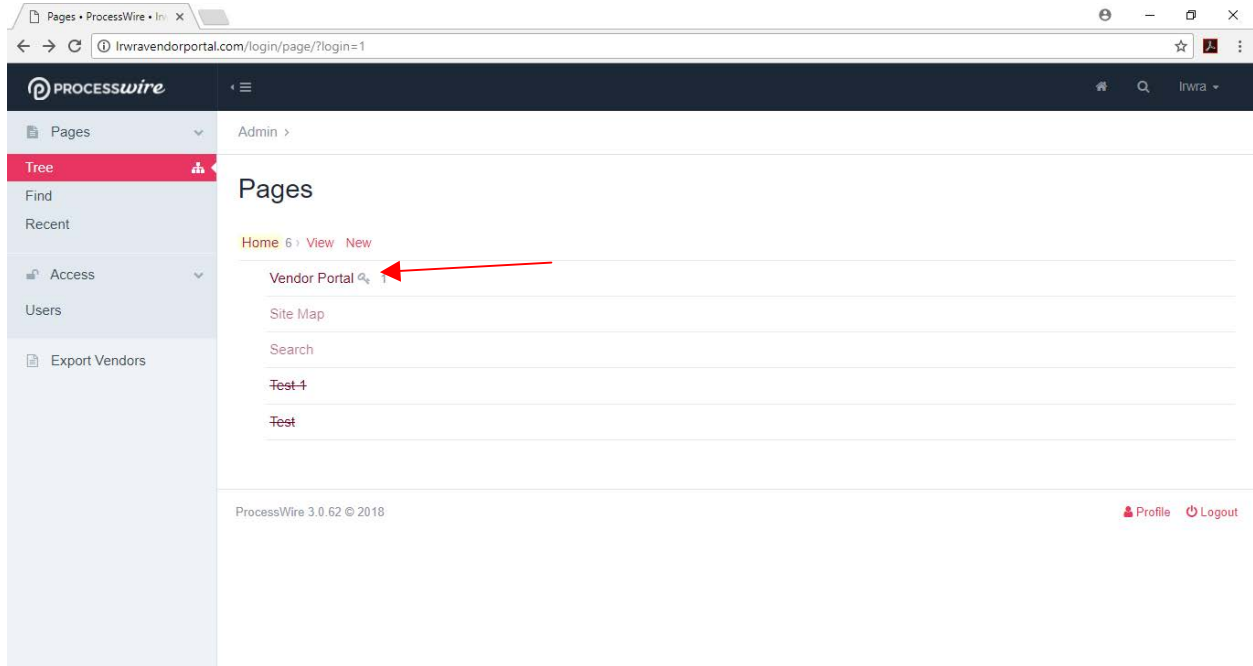 Pages • ProcessWire • In
lrwravendorportal.com/login/page/?login=1
PROCESSwire
lrwra
Pages
Admin >
Tree
Find
Recent
Pages
Home 6 › View New
Access
Vendor Portal 1
Users
Site Map
Search
Export Vendors
Test 1
Test
ProcessWire 3.0.62 © 2018
Profile Logout